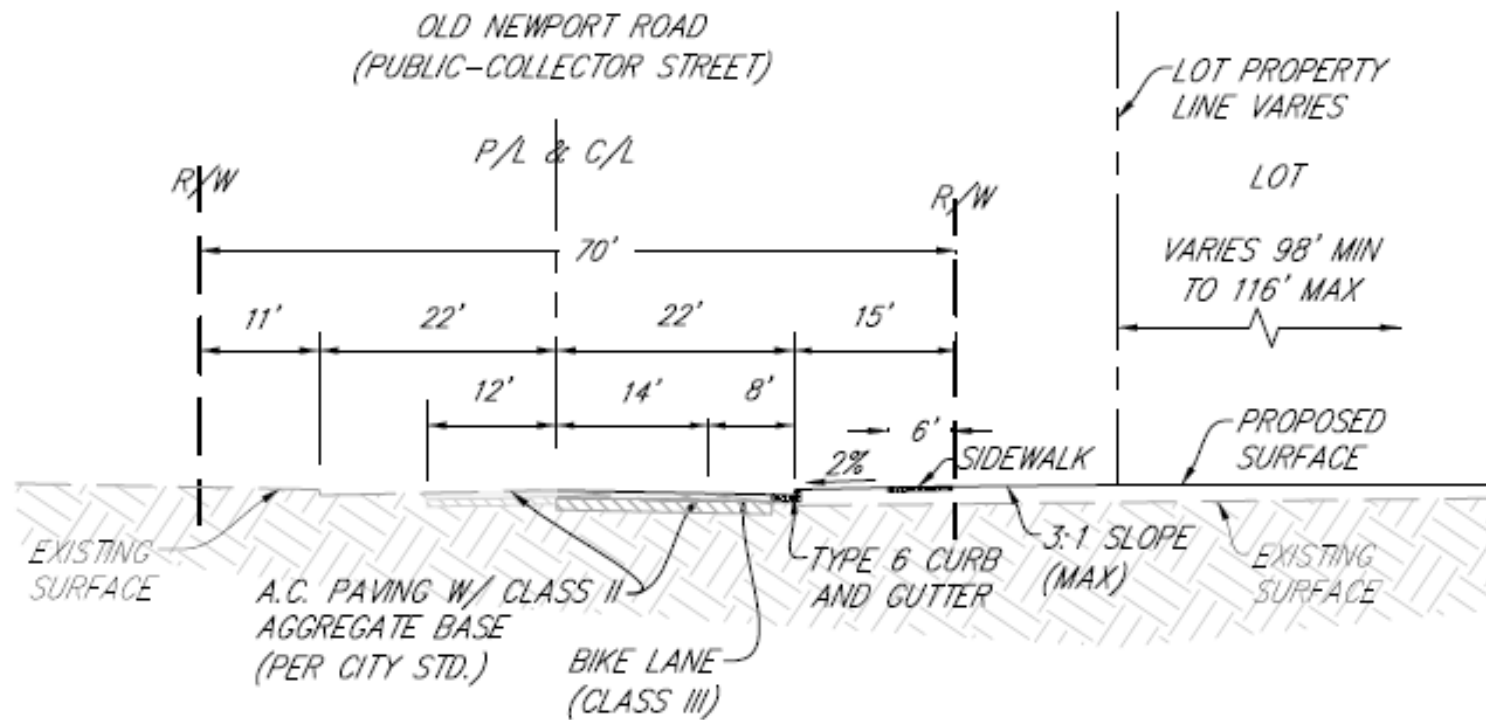 OLD NEWPORT ROAD
(PUBLIC-COLLECTOR STREET)
LOT PROPERTY
LINE VARIES
P/L & C/L
R/W
R/W
LOT
70'
VARIES 98' MIN
TO 116' MAX
11'
22'
22'
15'
12'
14'
8'
6'
2%
SIDEWALK
PROPOSED
SURFACE
EXISTING
SURFACE
A.C. PAVING W/ CLASS II
AGGREGATE BASE
(PER CITY STD.)
BIKE LANE
(CLASS III)
TYPE 6 CURB
AND GUTTER
3:1 SLOPE
(MAX)
EXISTING
SURFACE